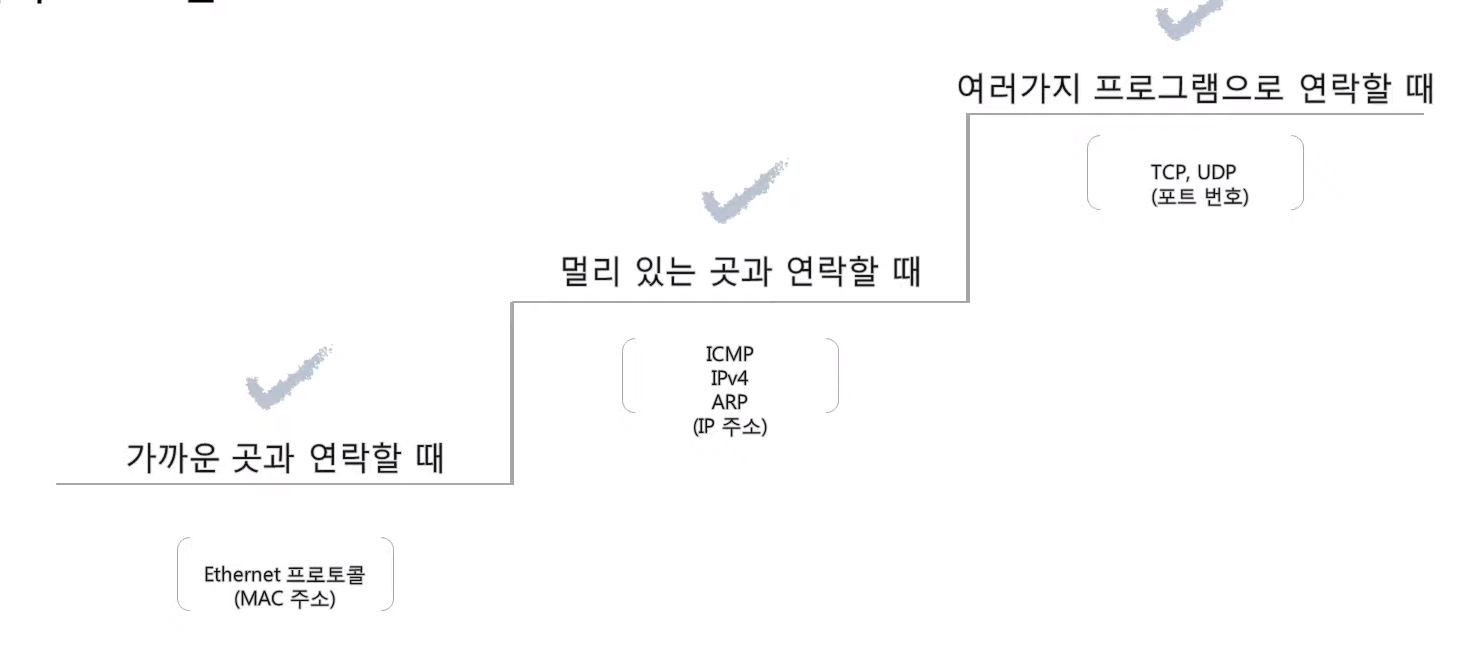 여러가지 프로그램으로 연락할 때
TCP, UDP
(포트 번호)
멀리 있는 곳과 연락할 때
ICMP
IPv4
ARP
(IP 주소)
가까운 곳과 연락할 때
Ethernet 프로토콜
(MAC 주소)